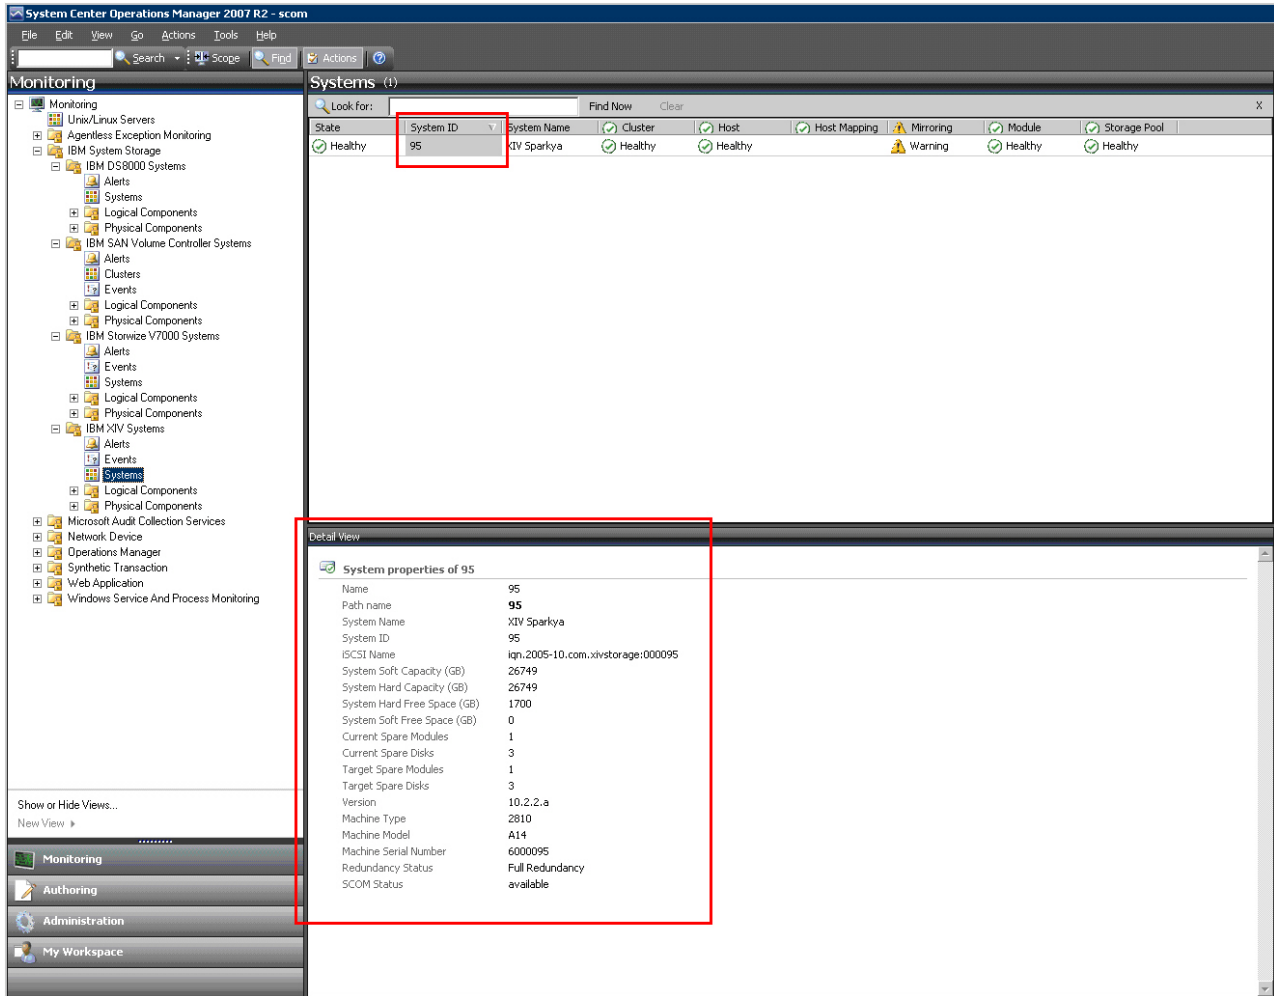 System Center Operations Manager 2007 R2 - scom
File Edit View Go Actions Tools Help
Search Scope Find Actions
Monitoring
Monitoring
Unix/Linux Servers
Agentless Exception Monitoring
IBM System Storage
IBM DS8000 Systems
Alerts
Systems
Logical Components
Physical Components
IBM SAN Volume Controller Systems
Alerts
Clusters
Events
Logical Components
Physical Components
IBM Storwize V7000 Systems
Alerts
Events
Systems
Logical Components
Physical Components
IBM XIV Systems
Alerts
Events
Systems
Logical Components
Physical Components
Microsoft Audit Collection Services
Network Device
Operations Manager
Synthetic Transaction
Web Application
Windows Service And Process Monitoring
Show or Hide Views...
New View
Monitoring
Authoring
Administration
My Workspace
Systems (1)
Look for: Find Now Clear X
State System ID System Name Cluster Host Host Mapping Mirroring Module Storage Pool
Healthy 95 XIV Sparkya Healthy Healthy Warning Healthy Healthy
Detail View
System properties of 95
Name 95
Path name 95
System Name XIV Sparkya
System ID 95
iSCSI Name iqn.2005-10.com.xivstorage:000095
System Soft Capacity (GB) 26749
System Hard Capacity (GB) 26749
System Hard Free Space (GB) 1700
System Soft Free Space (GB) 0
Current Spare Modules 1
Current Spare Disks 3
Target Spare Modules 1
Target Spare Disks 3
Version 10.2.2.a
Machine Type 2810
Machine Model A14
Machine Serial Number 6000095
Redundancy Status Full Redundancy
SCOM Status available